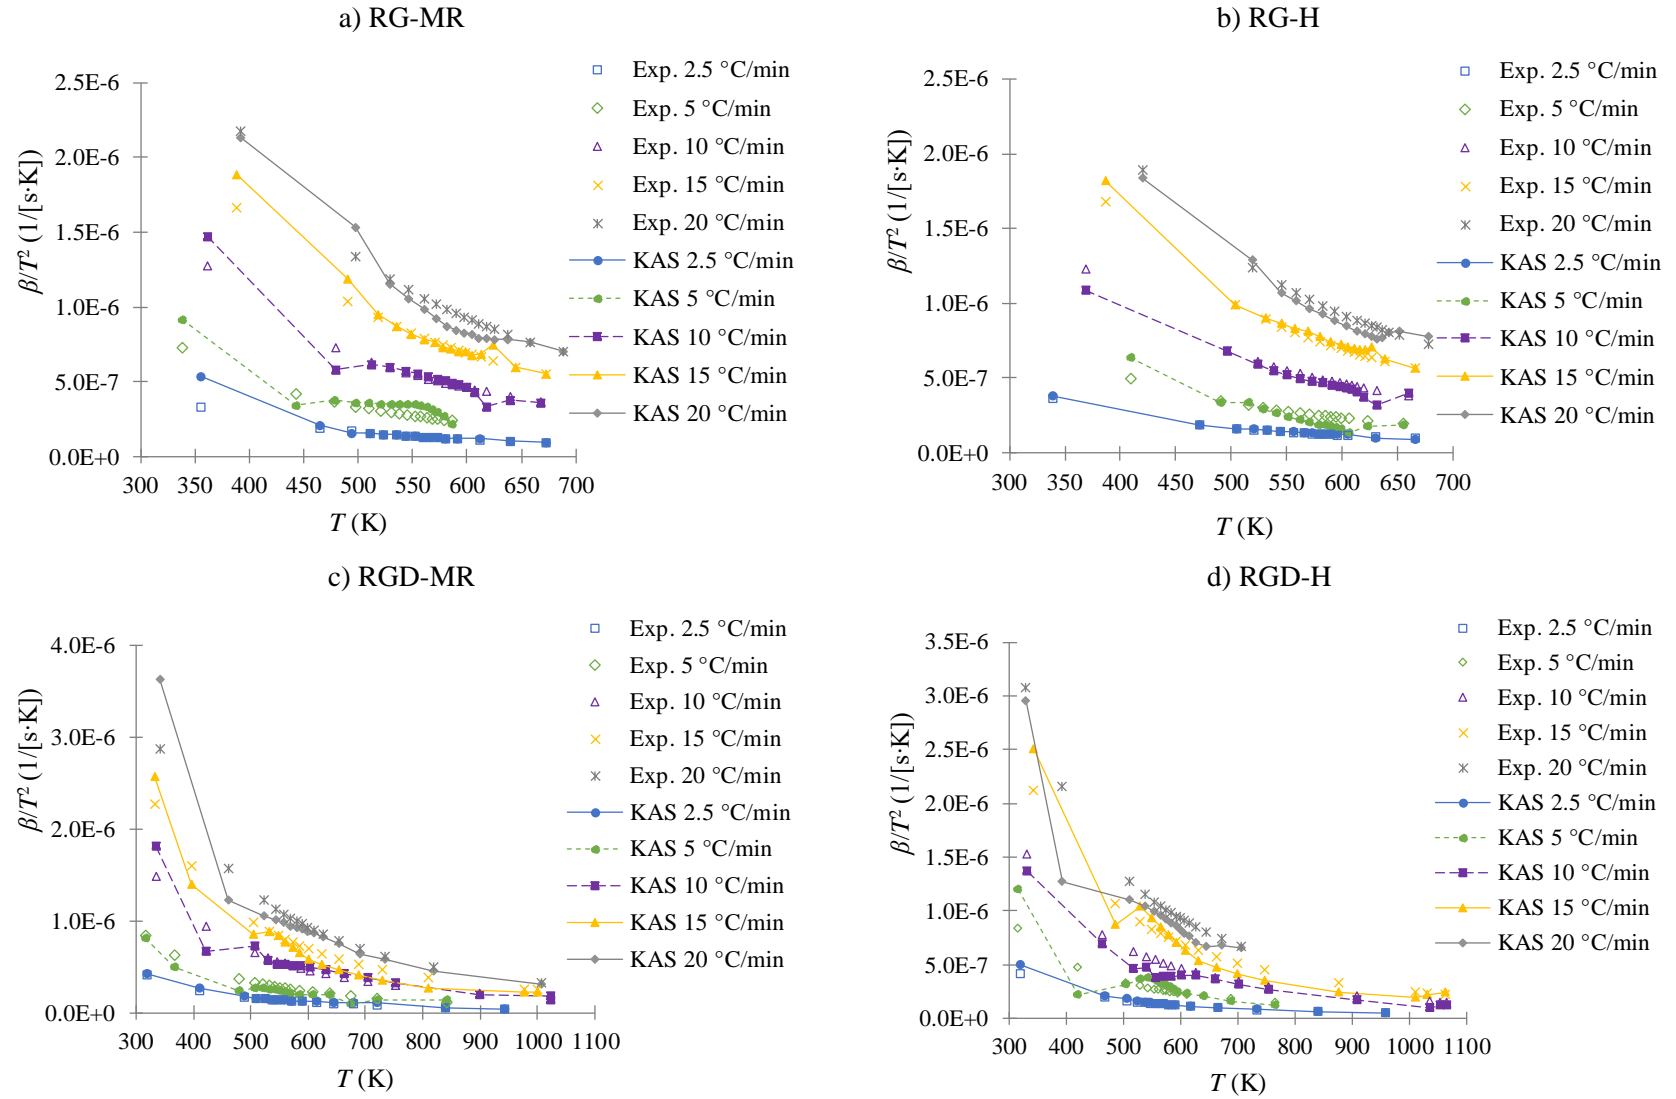 a) RG-MR
β/T² (1/[s·K])
2.5E-6
2.0E-6
1.5E-6
1.0E-6
5.0E-7
0.0E+0
300 350 400 450 500 550 600 650 700
T (K)
Exp. 2.5 °C/min
Exp. 5 °C/min
Exp. 10 °C/min
Exp. 15 °C/min
Exp. 20 °C/min
KAS 2.5 °C/min
KAS 5 °C/min
KAS 10 °C/min
KAS 15 °C/min
KAS 20 °C/min
b) RG-H
β/T² (1/[s·K])
2.5E-6
2.0E-6
1.5E-6
1.0E-6
5.0E-7
0.0E+0
300 350 400 450 500 550 600 650 700
T (K)
Exp. 2.5 °C/min
Exp. 5 °C/min
Exp. 10 °C/min
Exp. 15 °C/min
Exp. 20 °C/min
KAS 2.5 °C/min
KAS 5 °C/min
KAS 10 °C/min
KAS 15 °C/min
KAS 20 °C/min
c) RGD-MR
β/T² (1/[s·K])
4.0E-6
3.0E-6
2.0E-6
1.0E-6
0.0E+0
300 400 500 600 700 800 900 1000 1100
T (K)
Exp. 2.5 °C/min
Exp. 5 °C/min
Exp. 10 °C/min
Exp. 15 °C/min
Exp. 20 °C/min
KAS 2.5 °C/min
KAS 5 °C/min
KAS 10 °C/min
KAS 15 °C/min
KAS 20 °C/min
d) RGD-H
β/T² (1/[s·K])
3.5E-6
3.0E-6
2.5E-6
2.0E-6
1.5E-6
1.0E-6
5.0E-7
0.0E+0
300 400 500 600 700 800 900 1000 1100
T (K)
Exp. 2.5 °C/min
Exp. 5 °C/min
Exp. 10 °C/min
Exp. 15 °C/min
Exp. 20 °C/min
KAS 2.5 °C/min
KAS 5 °C/min
KAS 10 °C/min
KAS 15 °C/min
KAS 20 °C/min